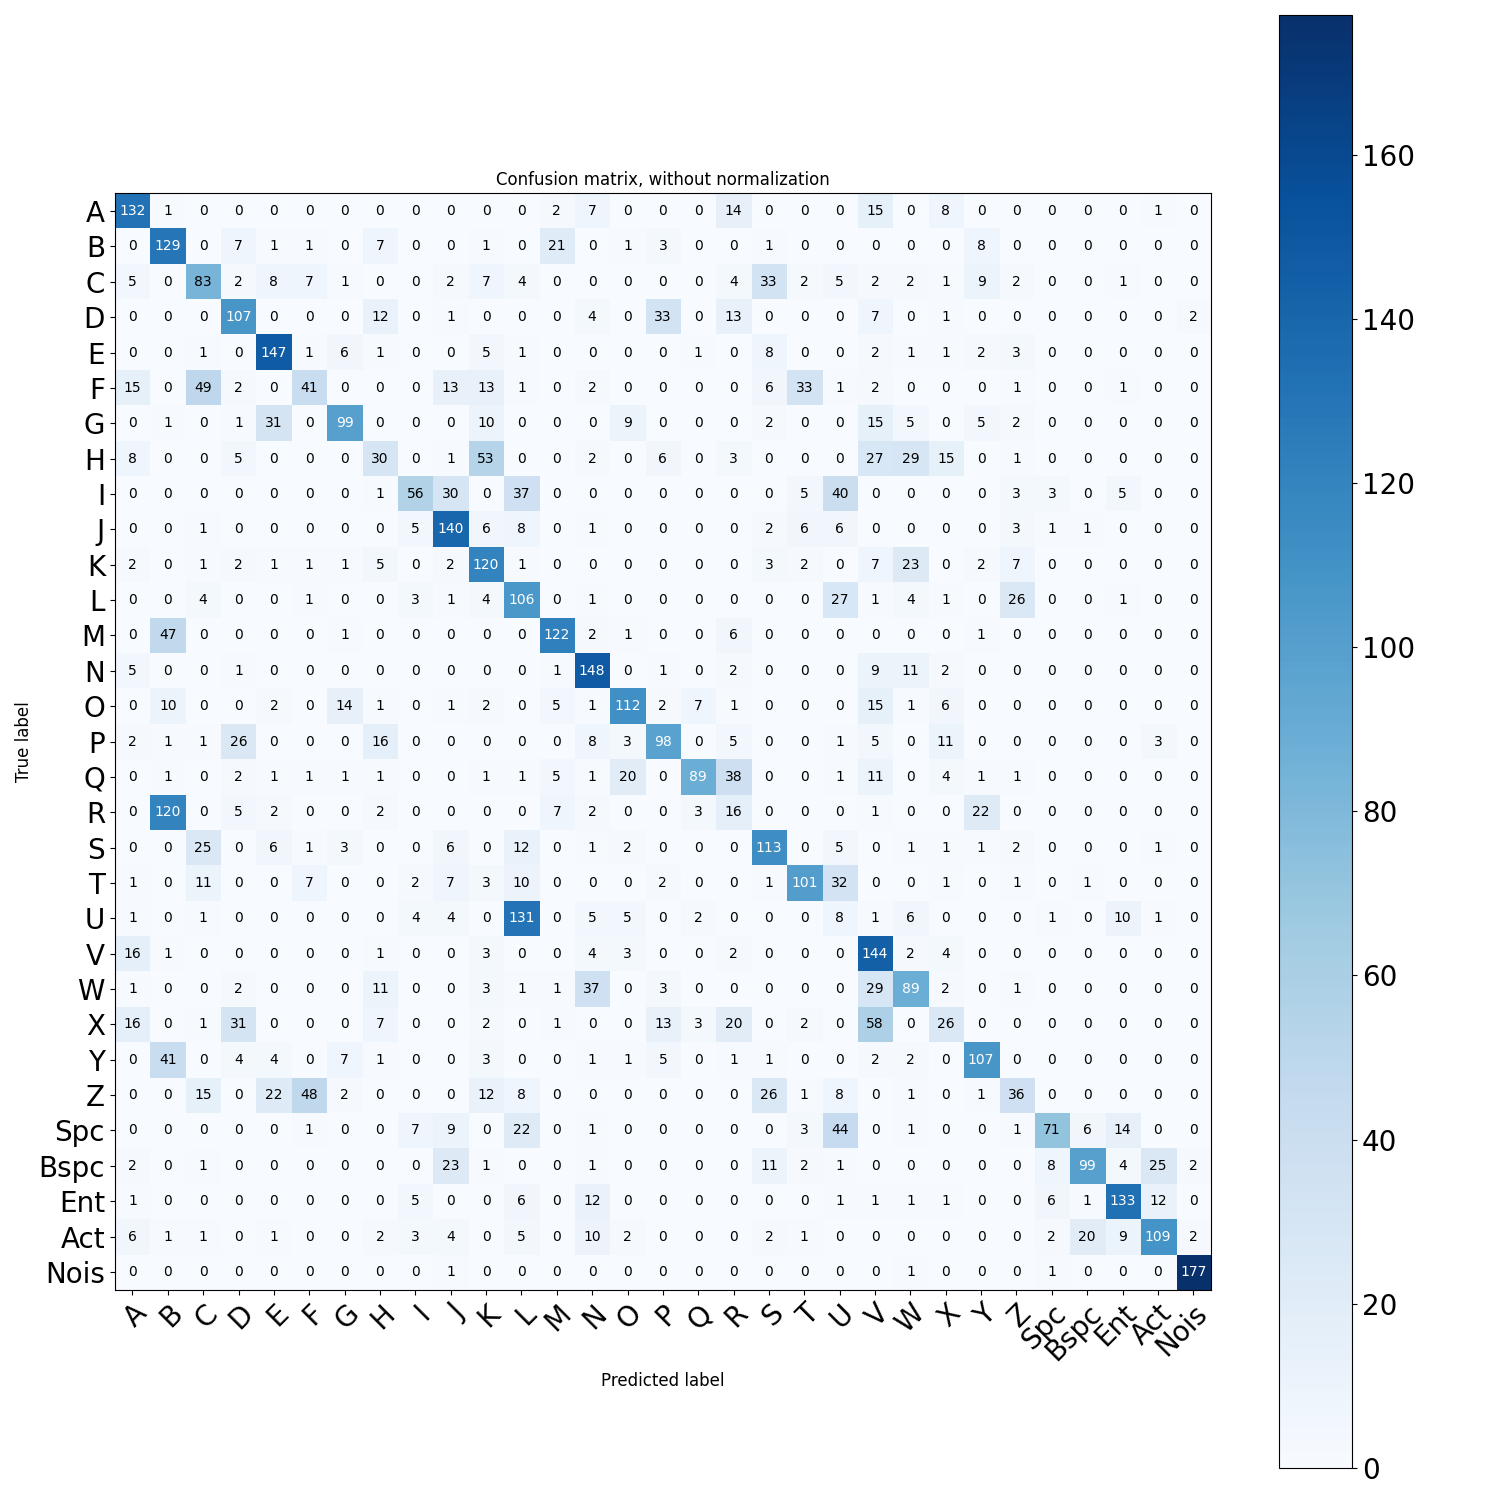 Confusion matrix, without normalization
A 132 1 0 0 0 0 0 0 0 0 0 0 2 7 0 0 0 14 0 0 0 15 0 8 0 0 0 0 0 1 0
B 0 129 0 7 1 1 0 7 0 0 1 0 21 0 1 3 0 0 1 0 0 0 0 0 8 0 0 0 0 0 0
C 5 0 83 2 8 7 1 0 0 2 7 4 0 0 0 0 0 4 33 2 5 2 2 1 9 2 0 0 1 0 0
D 0 0 0 107 0 0 0 12 0 1 0 0 0 4 0 33 0 13 0 0 0 7 0 1 0 0 0 0 0 0 2
E 0 0 1 0 147 1 6 1 0 0 5 1 0 0 0 0 1 0 8 0 0 2 1 1 2 3 0 0 0 0 0
F 15 0 49 2 0 41 0 0 0 13 13 1 0 2 0 0 0 0 6 33 1 2 0 0 0 1 0 0 1 0 0
G 0 1 0 1 31 0 99 0 0 0 10 0 0 0 9 0 0 0 2 0 0 15 5 0 5 2 0 0 0 0 0
H 8 0 0 5 0 0 0 30 0 1 53 0 0 2 0 6 0 3 0 0 0 27 29 15 0 1 0 0 0 0 0
I 0 0 0 0 0 0 0 1 56 30 0 37 0 0 0 0 0 0 0 5 40 0 0 0 0 3 3 0 5 0 0
J 0 0 1 0 0 0 0 0 5 140 6 8 0 1 0 0 0 0 2 6 6 0 0 0 0 3 1 1 0 0 0
K 2 0 1 2 1 1 1 5 0 2 120 1 0 0 0 0 0 0 3 2 0 7 23 0 2 7 0 0 0 0 0
L 0 0 4 0 0 1 0 0 3 1 4 106 0 1 0 0 0 0 0 0 27 1 4 1 0 26 0 0 1 0 0
M 0 47 0 0 0 0 1 0 0 0 0 0 122 2 1 0 0 6 0 0 0 0 0 0 1 0 0 0 0 0 0
N 5 0 0 1 0 0 0 0 0 0 0 0 1 148 0 1 0 2 0 0 0 9 11 2 0 0 0 0 0 0 0
O 0 10 0 0 2 0 14 1 0 1 2 0 5 1 112 2 7 1 0 0 0 15 1 6 0 0 0 0 0 0 0
P 2 1 1 26 0 0 0 16 0 0 0 0 0 8 3 98 0 5 0 0 1 5 0 11 0 0 0 0 0 3 0
Q 0 1 0 2 1 1 1 1 0 0 1 1 5 1 20 0 89 38 0 0 1 11 0 4 1 1 0 0 0 0 0
R 0 120 0 5 2 0 0 2 0 0 0 0 7 2 0 0 3 16 0 0 0 1 0 0 22 0 0 0 0 0 0
S 0 0 25 0 6 1 3 0 0 6 0 12 0 1 2 0 0 0 113 0 5 0 1 1 1 2 0 0 0 1 0
T 1 0 11 0 0 7 0 0 2 7 3 10 0 0 0 2 0 0 1 101 32 0 0 1 0 1 0 1 0 0 0
U 1 0 1 0 0 0 0 0 4 4 0 131 0 5 5 0 2 0 0 0 8 1 6 0 0 0 1 0 10 1 0
V 16 1 0 0 0 0 0 1 0 0 3 0 0 4 3 0 0 2 0 0 0 144 2 4 0 0 0 0 0 0 0
W 1 0 0 2 0 0 0 11 0 0 3 1 1 37 0 3 0 0 0 0 0 29 89 2 0 1 0 0 0 0 0
X 16 0 1 31 0 0 0 7 0 0 2 0 1 0 0 13 3 20 0 2 0 58 0 26 0 0 0 0 0 0 0
Y 0 41 0 4 4 0 7 1 0 0 3 0 0 1 1 5 0 1 1 0 0 2 2 0 107 0 0 0 0 0 0
Z 0 0 15 0 22 48 2 0 0 0 12 8 0 0 0 0 0 0 26 1 8 0 1 0 1 36 0 0 0 0 0
Spc 0 0 0 0 0 1 0 0 7 9 0 22 0 1 0 0 0 0 0 3 44 0 1 0 0 1 71 6 14 0 0
Bspc 2 0 1 0 0 0 0 0 0 23 1 0 0 1 0 0 0 0 11 2 1 0 0 0 0 0 8 99 4 25 2
Ent 1 0 0 0 0 0 0 0 5 0 0 6 0 12 0 0 0 0 0 0 1 1 1 1 0 0 6 1 133 12 0
Act 6 1 1 0 1 0 0 2 3 4 0 5 0 10 2 0 0 0 2 1 0 0 0 0 0 0 2 20 9 109 2
Nois 0 0 0 0 0 0 0 0 0 1 0 0 0 0 0 0 0 0 0 0 0 0 1 0 0 0 1 0 0 0 177
A B C D E F G H I J K L M N O P Q R S T U V W X Y Z Spc Bspc Ent Act Nois
True label
Predicted label
160
140
120
100
80
60
40
20
0